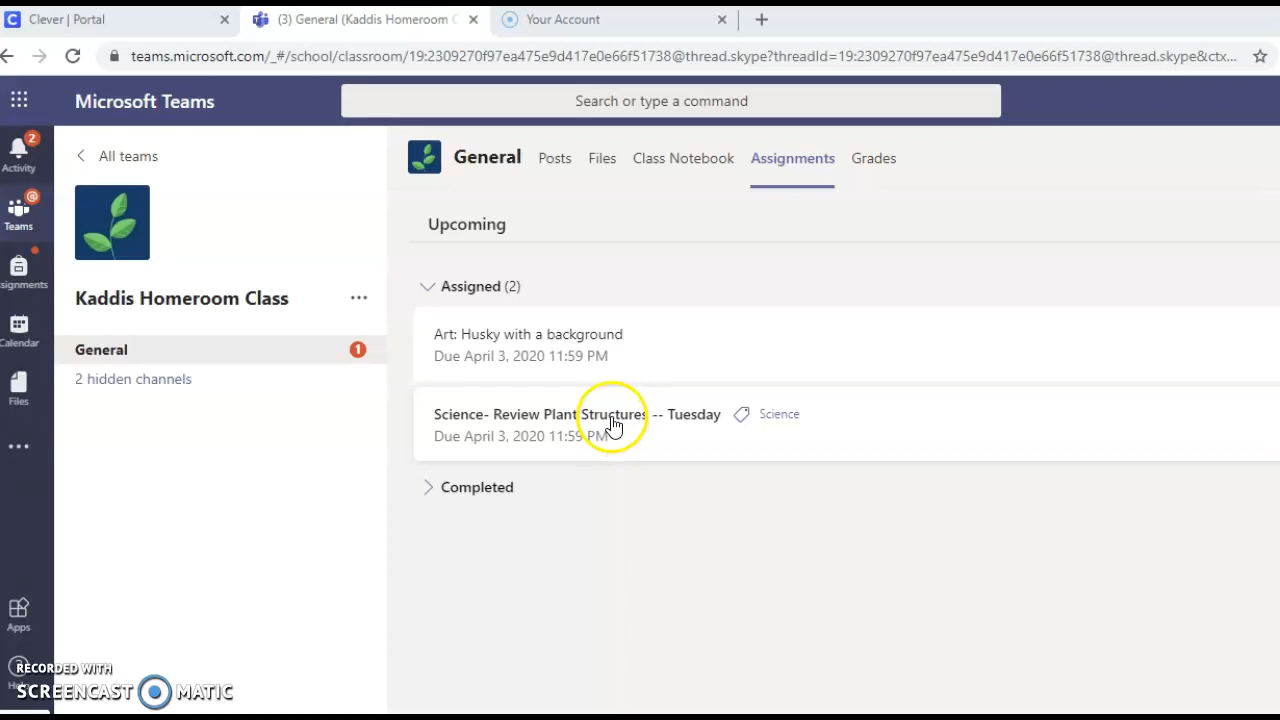 Clever | Portal
(3) General (Kaddis Homeroom C
Your Account
teams.microsoft.com/_#/school/classroom/19:2309270f97ea475e9d417e0e66f51738@thread.skype?threadId=19:2309270f97ea475e9d417e0e66f51738@thread.skype&ctx...
Microsoft Teams
Search or type a command
2
Activity
@
Teams
ssignments
Calendar
Files
Apps
All teams
Kaddis Homeroom Class
General
1
2 hidden channels
General Posts Files Class Notebook Assignments Grades
Upcoming
Assigned (2)
Art: Husky with a background
Due April 3, 2020 11:59 PM
Science- Review Plant Structures -- Tuesday Science
Due April 3, 2020 11:59 PM
Completed
RECORDED WITH
SCREENCAST MATIC